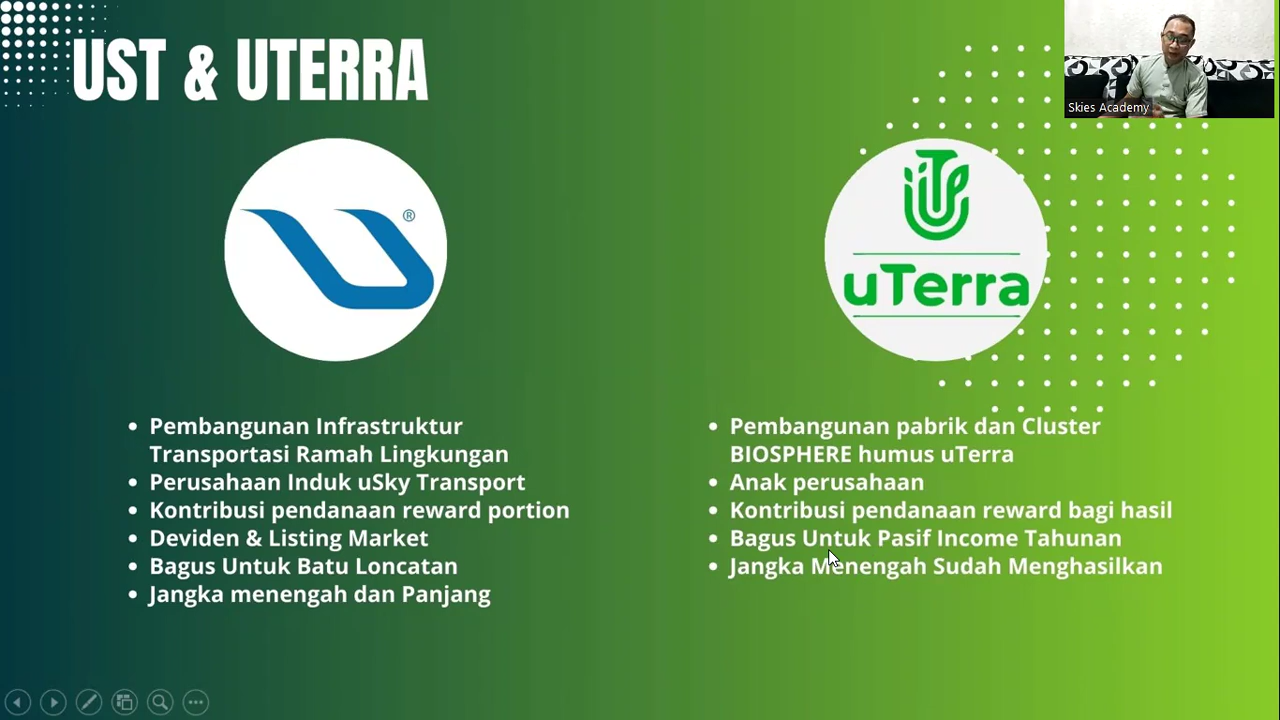 UST & UTERRA
Skies Academy
®
uTerra
Pembangunan Infrastruktur
Transportasi Ramah Lingkungan
Perusahaan Induk uSky Transport
Kontribusi pendanaan reward portion
Deviden & Listing Market
Bagus Untuk Batu Loncatan
Jangka menengah dan Panjang
Pembangunan pabrik dan Cluster
BIOSPHERE humus uTerra
Anak perusahaan
Kontribusi pendanaan reward bagi hasil
Bagus Untuk Pasif Income Tahunan
Jangka Menengah Sudah Menghasilkan